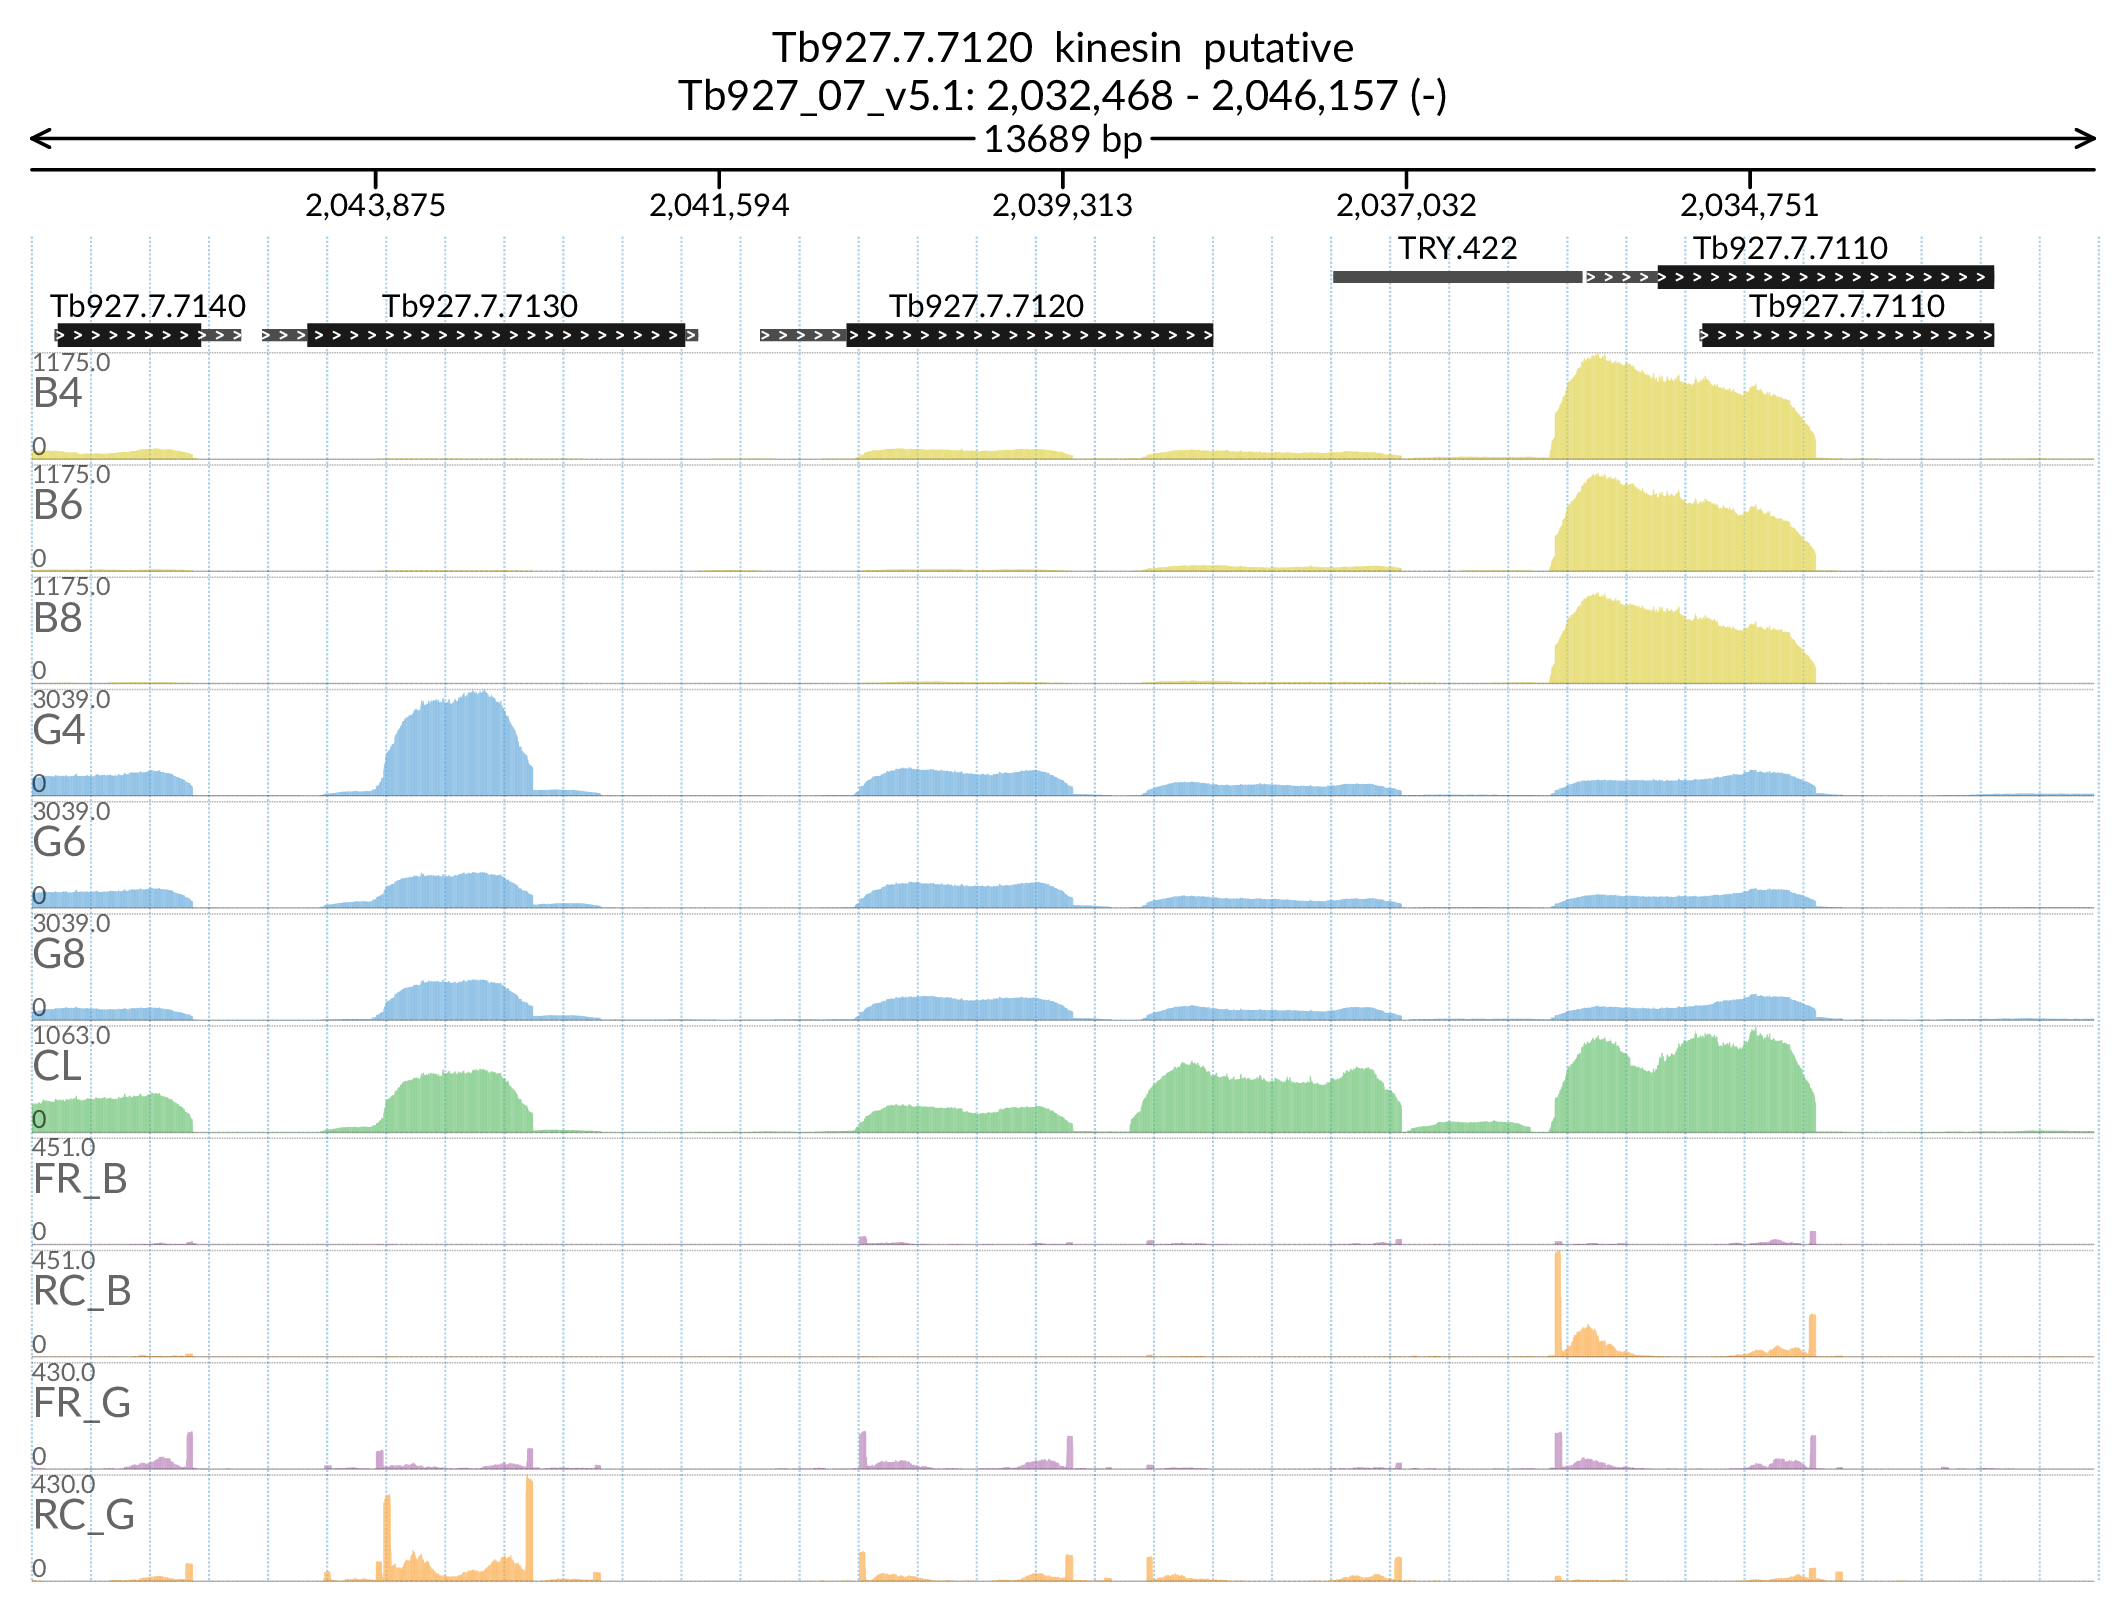 Tb927.7.7120 kinesin putative
Tb927_07_v5.1: 2,032,468 - 2,046,157 (-)
13689 bp
2,043,875 2,041,594 2,039,313 2,037,032 2,034,751
TRY.422 Tb927.7.7110
Tb927.7.7140 Tb927.7.7130 Tb927.7.7120 Tb927.7.7110
1175.0
B4
0
1175.0
B6
0
1175.0
B8
0
3039.0
G4
0
3039.0
G6
0
3039.0
G8
0
1063.0
CL
0
451.0
FR_B
0
451.0
RC_B
0
430.0
FR_G
0
430.0
RC_G
0